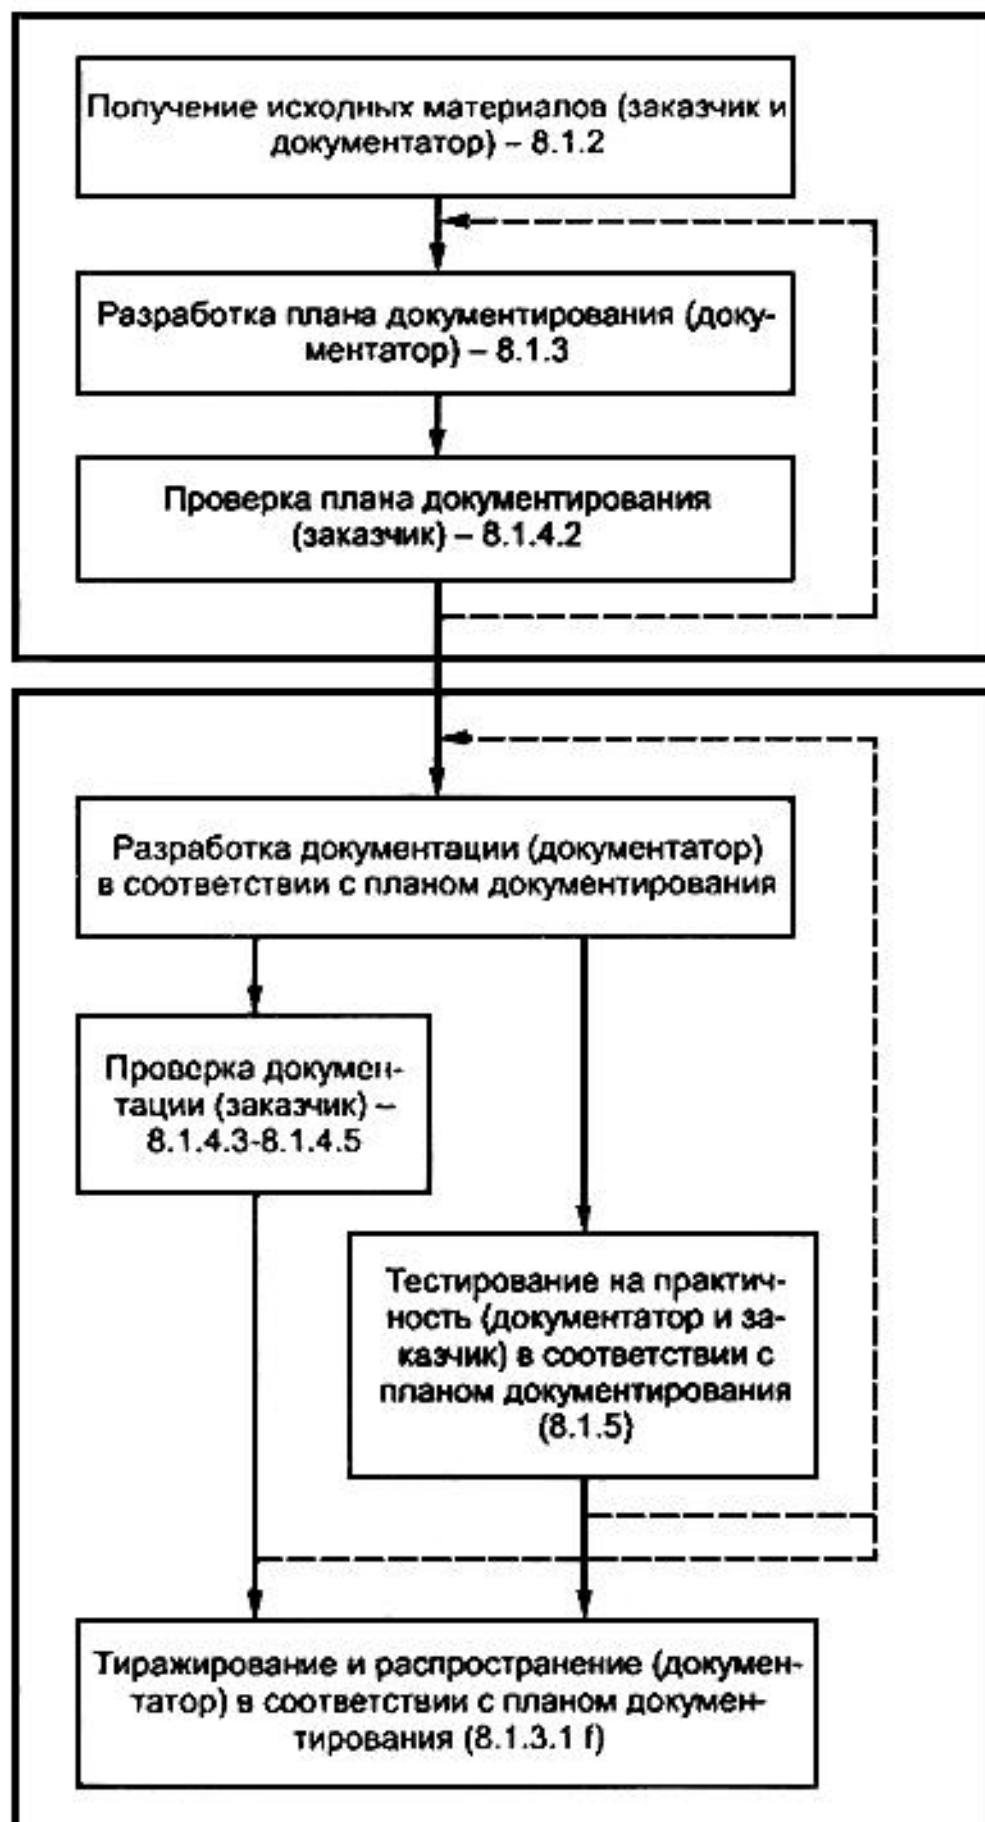 Получение исходных материалов (заказчик и
документатор) – 8.1.2
Разработка плана документирования (доку-
ментатор) – 8.1.3
Проверка плана документирования
(заказчик) – 8.1.4.2
Разработка документации (документатор)
в соответствии с планом документирования
Проверка докумен-
тации (заказчик) –
8.1.4.3-8.1.4.5
Тестирование на практич-
ность (документатор и за-
казчик) в соответствии с
планом документирования
(8.1.5)
Тиражирование и распространение (докумен-
татор) в соответствии с планом докумен-
тирования (8.1.3.1 f)